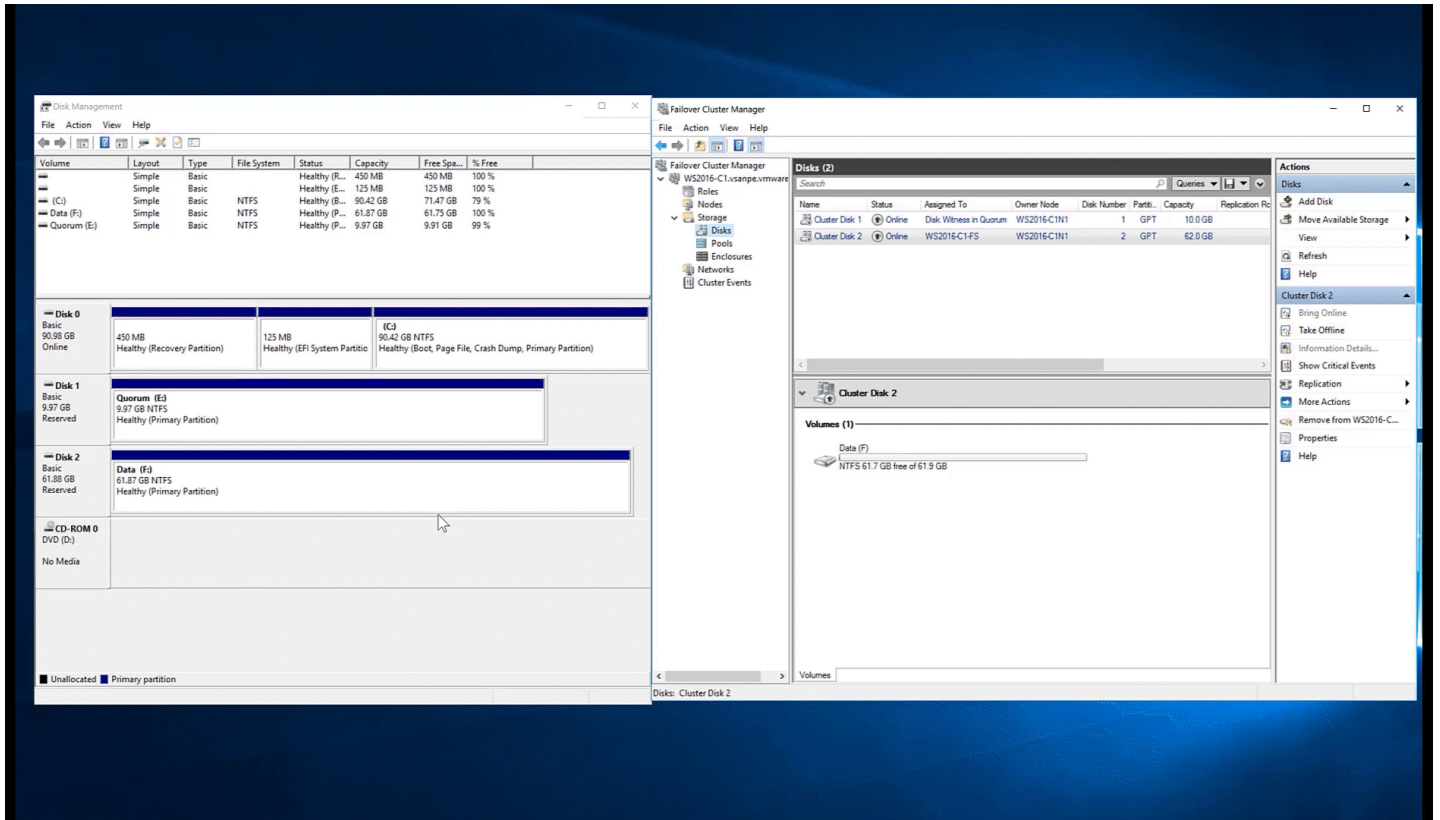 Disk Management
File Action View Help
Volume Layout Type File System Status Capacity Free Spa... % Free
Simple Basic Healthy (R... 450 MB 450 MB 100 %
Simple Basic Healthy (E... 125 MB 125 MB 100 %
(C:) Simple Basic NTFS Healthy (B... 90.42 GB 71.47 GB 79 %
Data (F:) Simple Basic NTFS Healthy (P... 61.87 GB 61.75 GB 100 %
Quorum (E:) Simple Basic NTFS Healthy (P... 9.97 GB 9.91 GB 99 %
Disk 0
Basic
90.98 GB
Online
450 MB
Healthy (Recovery Partition)
125 MB
Healthy (EFI System Partitio
(C:)
90.42 GB NTFS
Healthy (Boot, Page File, Crash Dump, Primary Partition)
Disk 1
Basic
9.97 GB
Reserved
Quorum (E:)
9.97 GB NTFS
Healthy (Primary Partition)
Disk 2
Basic
61.88 GB
Reserved
Data (F:)
61.87 GB NTFS
Healthy (Primary Partition)
CD-ROM 0
DVD (D:)
No Media
Unallocated Primary partition
Failover Cluster Manager
File Action View Help
Failover Cluster Manager
WS2016-C1.vsanpe.vmware
Roles
Nodes
Storage
Disks
Pools
Enclosures
Networks
Cluster Events
Disks (2)
Search
Queries
Name Status Assigned To Owner Node Disk Number Partiti... Capacity Replication Ro
Cluster Disk 1 Online Disk Witness in Quorum WS2016-C1N1 1 GPT 10.0 GB
Cluster Disk 2 Online WS2016-C1-FS WS2016-C1N1 2 GPT 62.0 GB
Cluster Disk 2
Volumes (1)
Data (F)
NTFS 61.7 GB free of 61.9 GB
Volumes
Disks: Cluster Disk 2
Actions
Disks
Add Disk
Move Available Storage
View
Refresh
Help
Cluster Disk 2
Bring Online
Take Offline
Information Details...
Show Critical Events
Replication
More Actions
Remove from WS2016-C...
Properties
Help